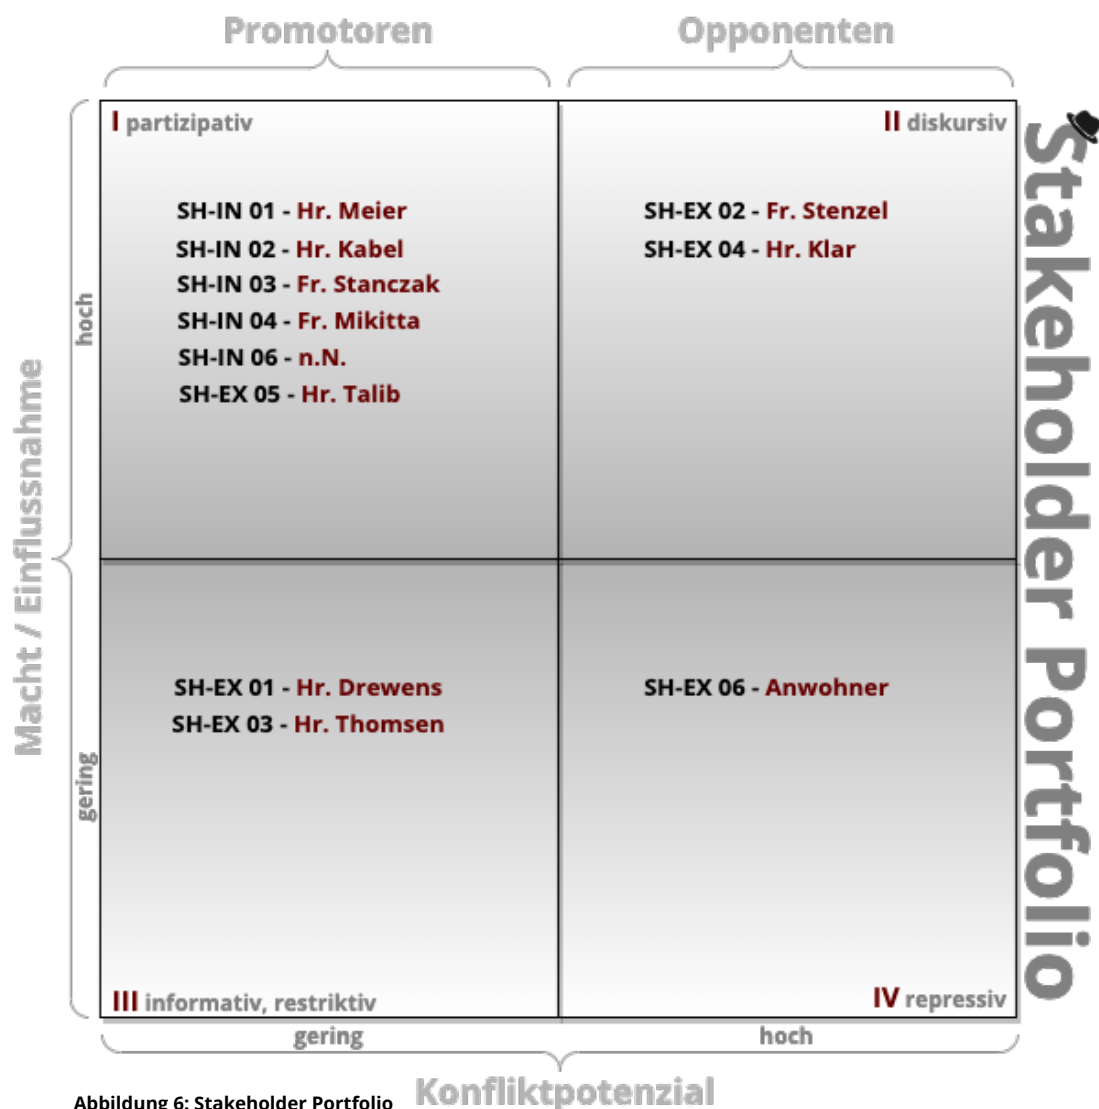 Promotoren
Opponenten
I partizipativ
II diskursiv
SH-IN 01 - Hr. Meier
SH-IN 02 - Hr. Kabel
SH-IN 03 - Fr. Stanczak
SH-IN 04 - Fr. Mikitta
SH-IN 06 - n.N.
SH-EX 05 - Hr. Talib
SH-EX 02 - Fr. Stenzel
SH-EX 04 - Hr. Klar
hoch
Macht / Einflussnahme
gering
SH-EX 01 - Hr. Drewens
SH-EX 03 - Hr. Thomsen
SH-EX 06 - Anwohner
III informativ, restriktiv
IV repressiv
gering
hoch
Konfliktpotenzial
Stakeholder Portfolio
Abbildung 6: Stakeholder Portfolio